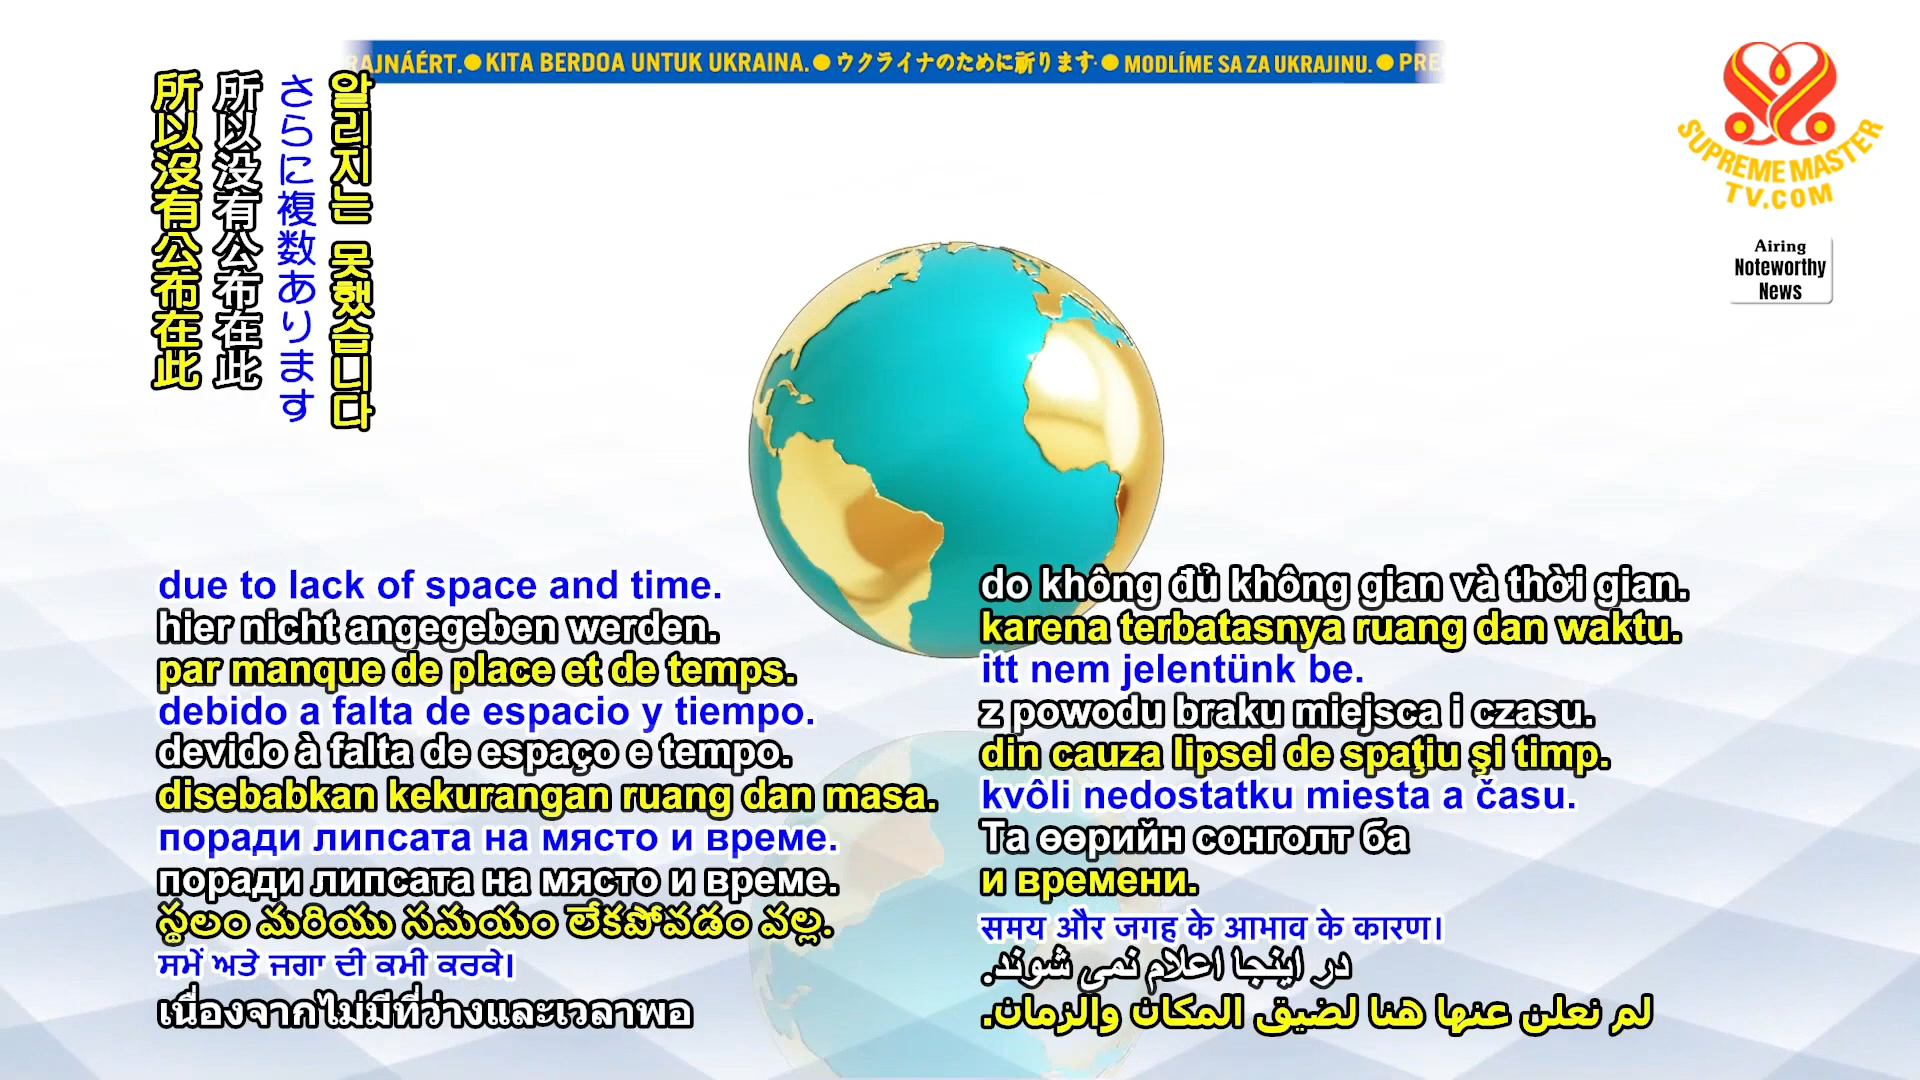 RAJNÁÉRT.●KITA BERDOA UNTUK UKRAINA.●ウクライナのために祈ります●MODLÍME SA ZA UKRAJINU.●PRE
SUPREME MASTER
TV.COM
Airing
Noteworthy
News
알리지는 못했습니다
さらに複数あります
所以没有公布在此
所以沒有公布在此
due to lack of space and time.
hier nicht angegeben werden.
par manque de place et de temps.
debido a falta de espacio y tiempo.
devido à falta de espaço e tempo.
disebabkan kekurangan ruang dan masa.
поради липсата на място и време.
поради липсата на място и време.
స్థలం మరియు సమయం లేకపోవడం వల్ల.
ਸਮੇਂ ਅਤੇ ਜਗਾ ਦੀ ਕਮੀ ਕਰਕੇ।
เนื่องจากไม่มีที่ว่างและเวลาพอ
do không đủ không gian và thời gian.
karena terbatasnya ruang dan waktu.
itt nem jelentünk be.
z powodu braku miejsca i czasu.
din cauza lipsei de spaţiu şi timp.
kvôli nedostatku miesta a času.
Та өөрийн сонголт ба
и времени.
समय और जगह के आभाव के कारण।
در اینجا اعلام نمی شوند.
لم نعلن عنها هنا لضيق المكان والزمان.